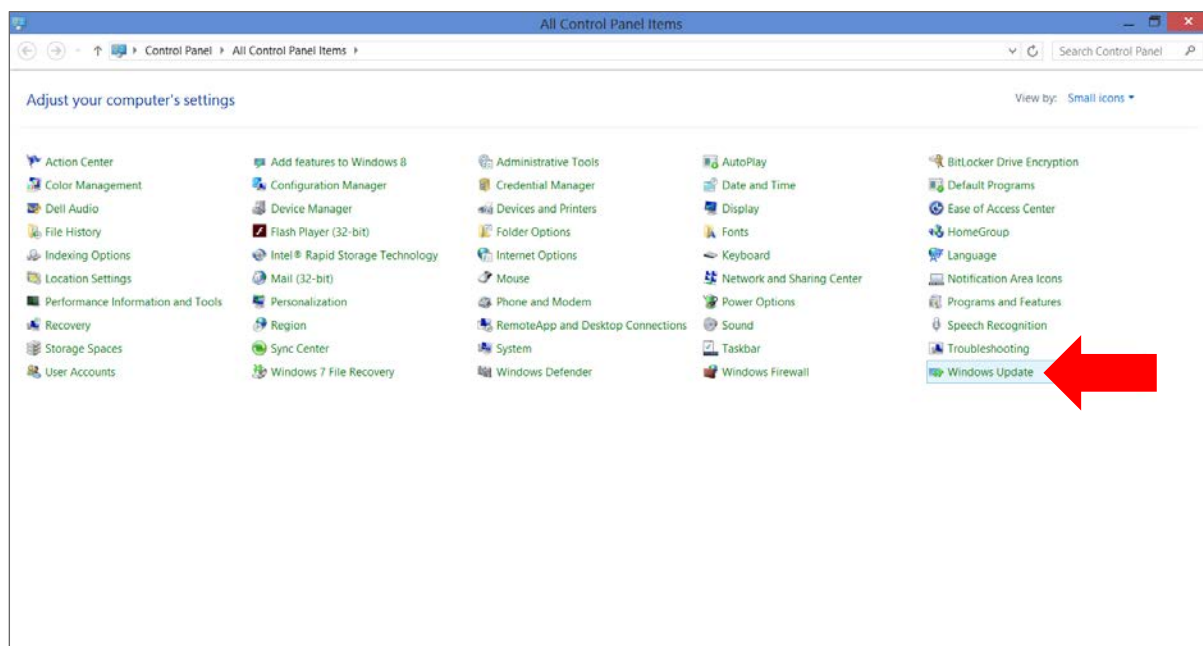 All Control Panel Items
Control Panel All Control Panel Items Search Control Panel
Adjust your computer's settings View by: Small icons
Action Center Add features to Windows 8 Administrative Tools AutoPlay BitLocker Drive Encryption
Color Management Configuration Manager Credential Manager Date and Time Default Programs
Dell Audio Device Manager Devices and Printers Display Ease of Access Center
File History Flash Player (32-bit) Folder Options Fonts HomeGroup
Indexing Options Intel® Rapid Storage Technology Internet Options Keyboard Language
Location Settings Mail (32-bit) Mouse Network and Sharing Center Notification Area Icons
Performance Information and Tools Personalization Phone and Modem Power Options Programs and Features
Recovery Region RemoteApp and Desktop Connections Sound Speech Recognition
Storage Spaces Sync Center System Taskbar Troubleshooting
User Accounts Windows 7 File Recovery Windows Defender Windows Firewall Windows Update